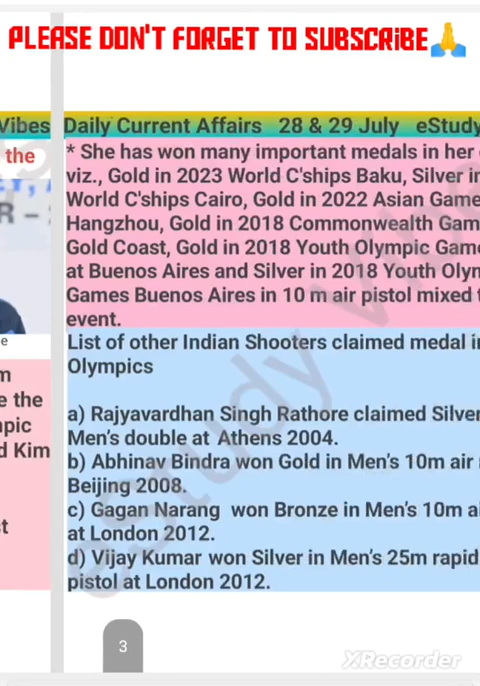 PLEASE DON'T FORGET TO SUBSCRIBE🙏
Vibes
the
R -
e
m
e the
pic
d Kim
t
Daily Current Affairs 28 & 29 July eStudy
* She has won many important medals in her
viz., Gold in 2023 World C'ships Baku, Silver in
World C'ships Cairo, Gold in 2022 Asian Game
Hangzhou, Gold in 2018 Commonwealth Gam
Gold Coast, Gold in 2018 Youth Olympic Gam
at Buenos Aires and Silver in 2018 Youth Olyn
Games Buenos Aires in 10 m air pistol mixed t
event.
List of other Indian Shooters claimed medal i
Olympics
a) Rajyavardhan Singh Rathore claimed Silver
Men's double at Athens 2004.
b) Abhinav Bindra won Gold in Men's 10m air
Beijing 2008.
c) Gagan Narang won Bronze in Men's 10m a
at London 2012.
d) Vijay Kumar won Silver in Men's 25m rapid
pistol at London 2012.
eStudy Vibes
3
XRecorder